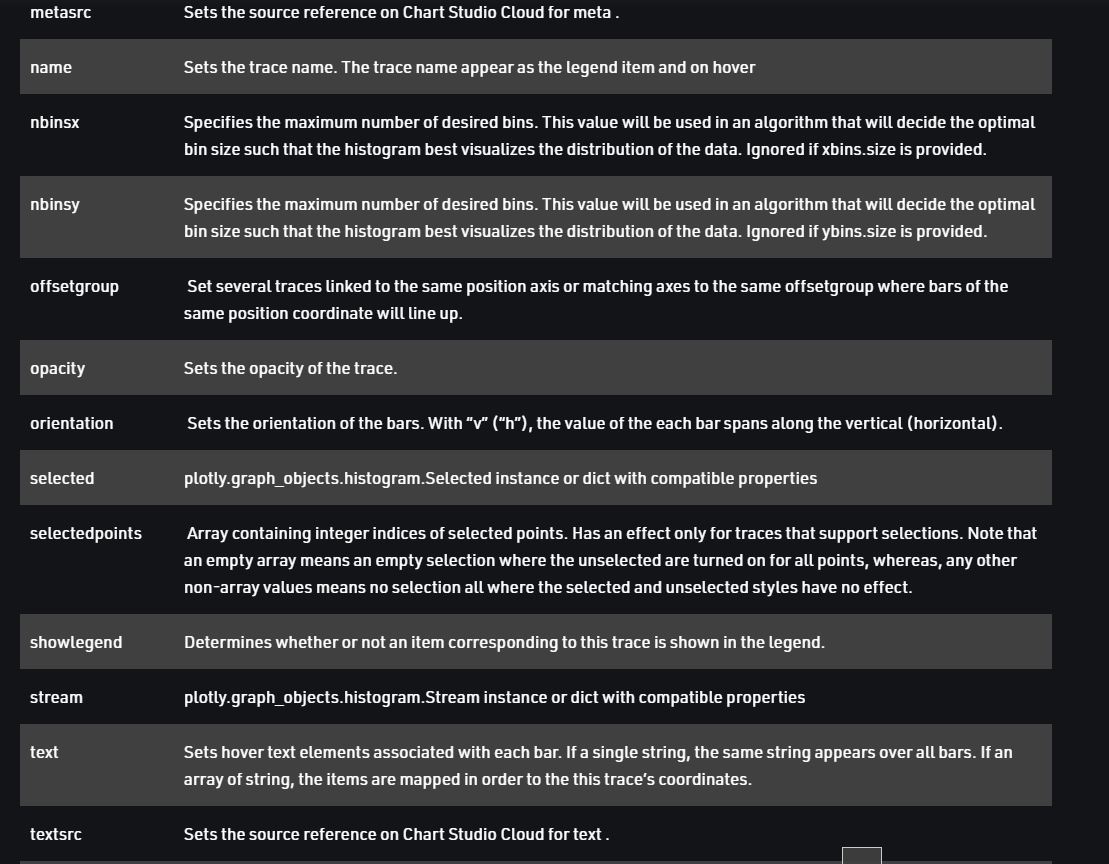 metasrc Sets the source reference on Chart Studio Cloud for meta .
name Sets the trace name. The trace name appear as the legend item and on hover
nbinsx Specifies the maximum number of desired bins. This value will be used in an algorithm that will decide the optimal
bin size such that the histogram best visualizes the distribution of the data. Ignored if xbins.size is provided.
nbinsy Specifies the maximum number of desired bins. This value will be used in an algorithm that will decide the optimal
bin size such that the histogram best visualizes the distribution of the data. Ignored if ybins.size is provided.
offsetgroup Set several traces linked to the same position axis or matching axes to the same offsetgroup where bars of the
same position coordinate will line up.
opacity Sets the opacity of the trace.
orientation Sets the orientation of the bars. With “v” (“h”), the value of the each bar spans along the vertical (horizontal).
selected plotly.graph_objects.histogram.Selected instance or dict with compatible properties
selectedpoints Array containing integer indices of selected points. Has an effect only for traces that support selections. Note that
an empty array means an empty selection where the unselected are turned on for all points, whereas, any other
non-array values means no selection all where the selected and unselected styles have no effect.
showlegend Determines whether or not an item corresponding to this trace is shown in the legend.
stream plotly.graph_objects.histogram.Stream instance or dict with compatible properties
text Sets hover text elements associated with each bar. If a single string, the same string appears over all bars. If an
array of string, the items are mapped in order to the this trace’s coordinates.
textsrc Sets the source reference on Chart Studio Cloud for text .